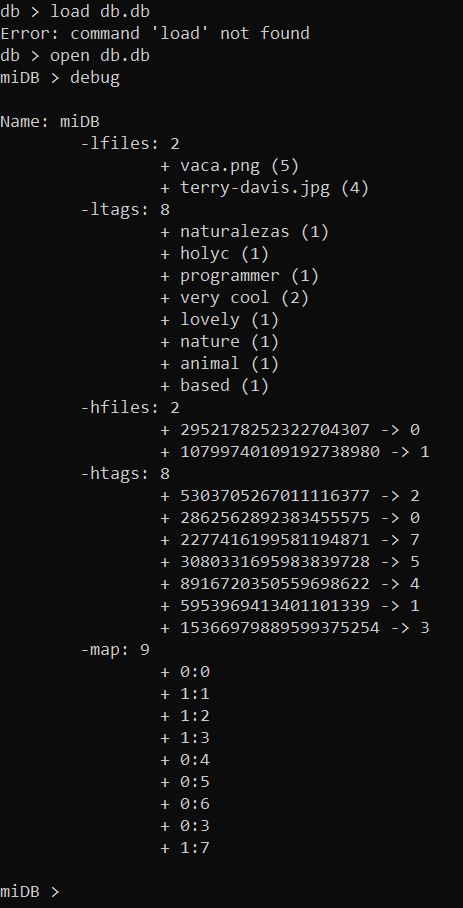 db > load db.db
Error: command 'load' not found
db > open db.db
miDB > debug
Name: miDB
-lfiles: 2
+ vaca.png (5)
+ terry-davis.jpg (4)
-ltags: 8
+ naturalezas (1)
+ holyc (1)
+ programmer (1)
+ very cool (2)
+ lovely (1)
+ nature (1)
+ animal (1)
+ based (1)
-hfiles: 2
+ 2952178252322704307 -> 0
+ 10799740109192738980 -> 1
-htags: 8
+ 5303705267011116377 -> 2
+ 2862562892383455575 -> 0
+ 2277416199581194871 -> 7
+ 3080331695983839728 -> 5
+ 8916720350559698622 -> 4
+ 5953969413401101339 -> 1
+ 15366979889599375254 -> 3
-map: 9
+ 0:0
+ 1:1
+ 1:2
+ 1:3
+ 0:4
+ 0:5
+ 0:6
+ 0:3
+ 1:7
miDB >